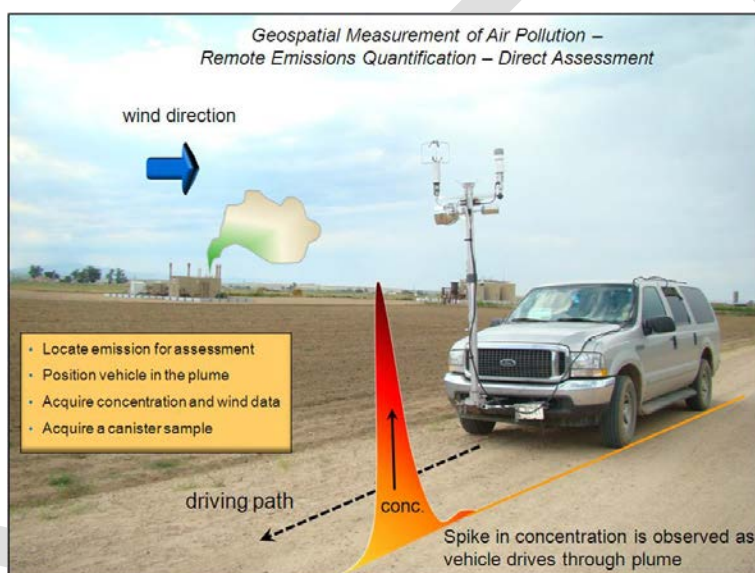 Geospatial Measurement of Air Pollution –
Remote Emissions Quantification – Direct Assessment
wind direction
• Locate emission for assessment
• Position vehicle in the plume
• Acquire concentration and wind data
• Acquire a canister sample
driving path
conc.
Spike in concentration is observed as
vehicle drives through plume